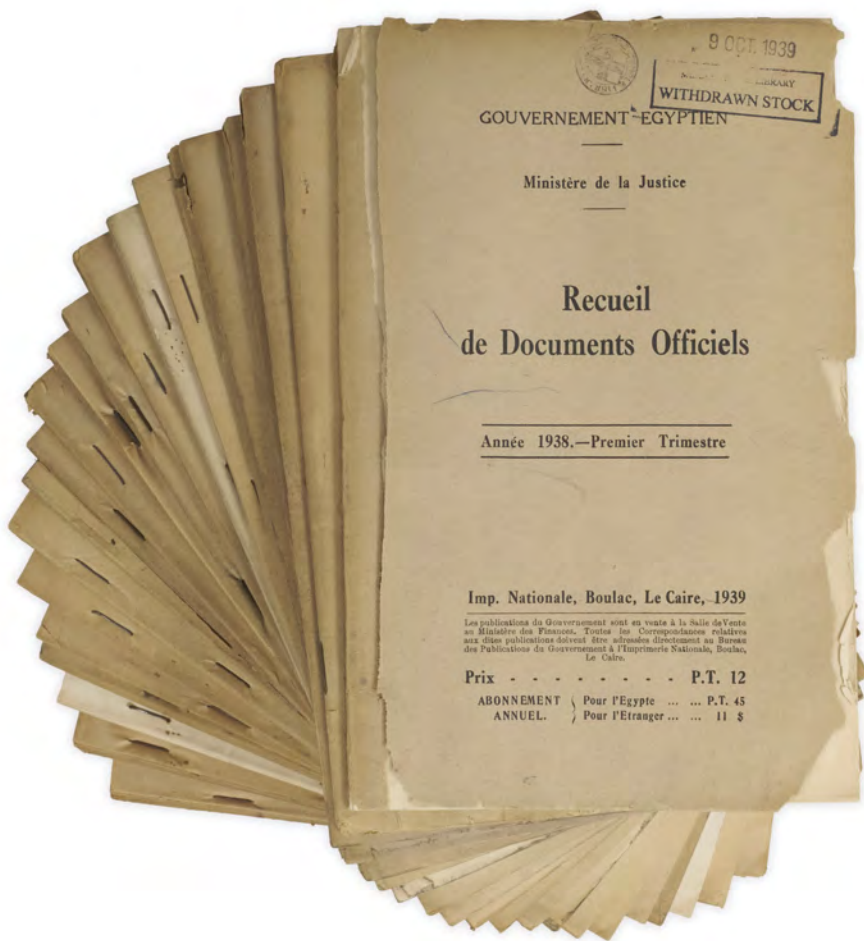 9 OCT. 1939
LIBRARY
WITHDRAWN STOCK
GOUVERNEMENT EGYPTIEN
Ministère de la Justice
Recueil
de Documents Officiels
Année 1938.—Premier Trimestre
Imp. Nationale, Boulac, Le Caire, 1939
Les publications du Gouvernement sont en vente à la Salle de Vente
au Ministère des Finances. Toutes les Correspondances relatives
aux dites publications doivent être adressées directement au Bureau
des Publications du Gouvernement à l'Imprimerie Nationale, Boulac,
Le Caire.
Prix - - - - - - - - P.T. 12
ABONNEMENT ANNUEL. } Pour l'Egypte ... ... P.T. 45
Pour l'Etranger ... ... 11 $